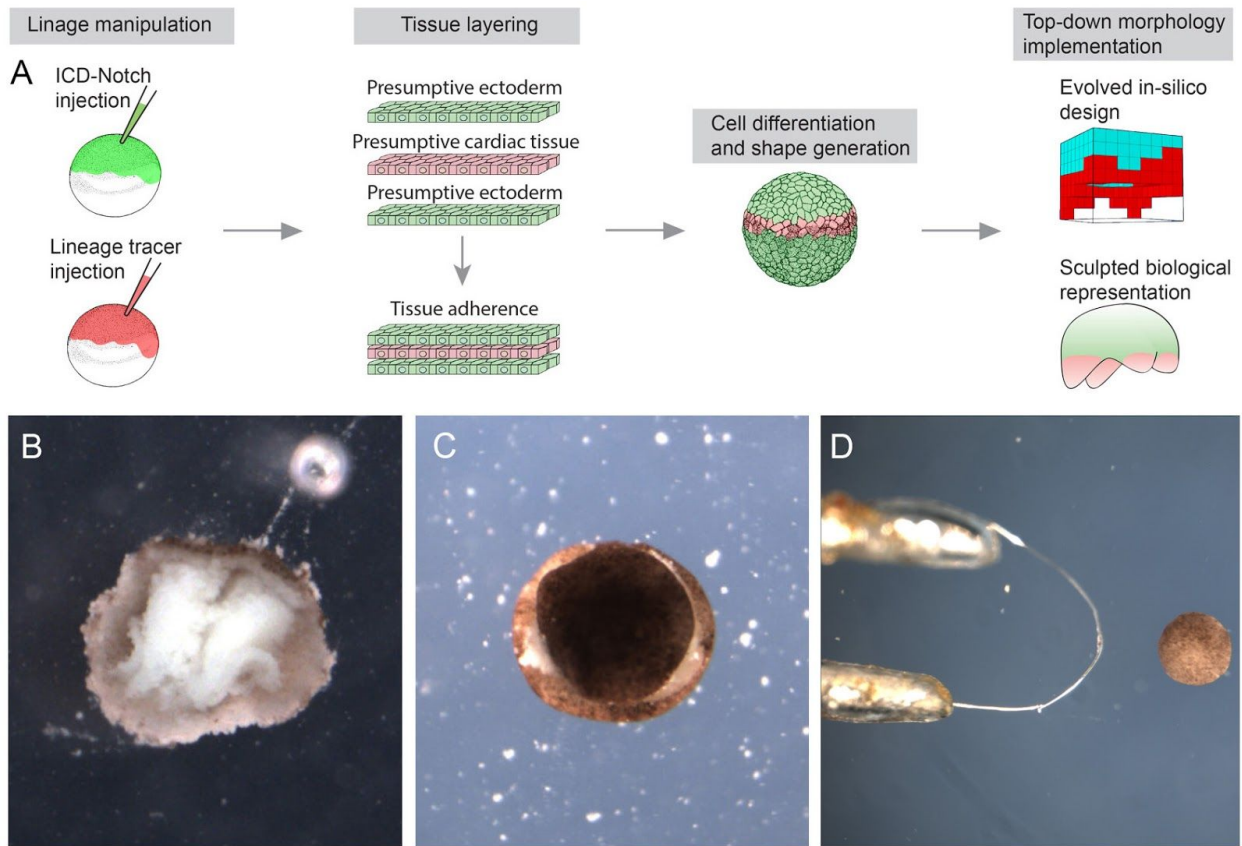 Linage manipulation
Tissue layering
Top-down morphology
implementation
A
ICD-Notch
injection
Lineage tracer
injection
Presumptive ectoderm
Presumptive cardiac tissue
Presumptive ectoderm
Tissue adherence
Cell differentiation
and shape generation
Evolved in-silico
design
Sculpted biological
representation
B
C
D